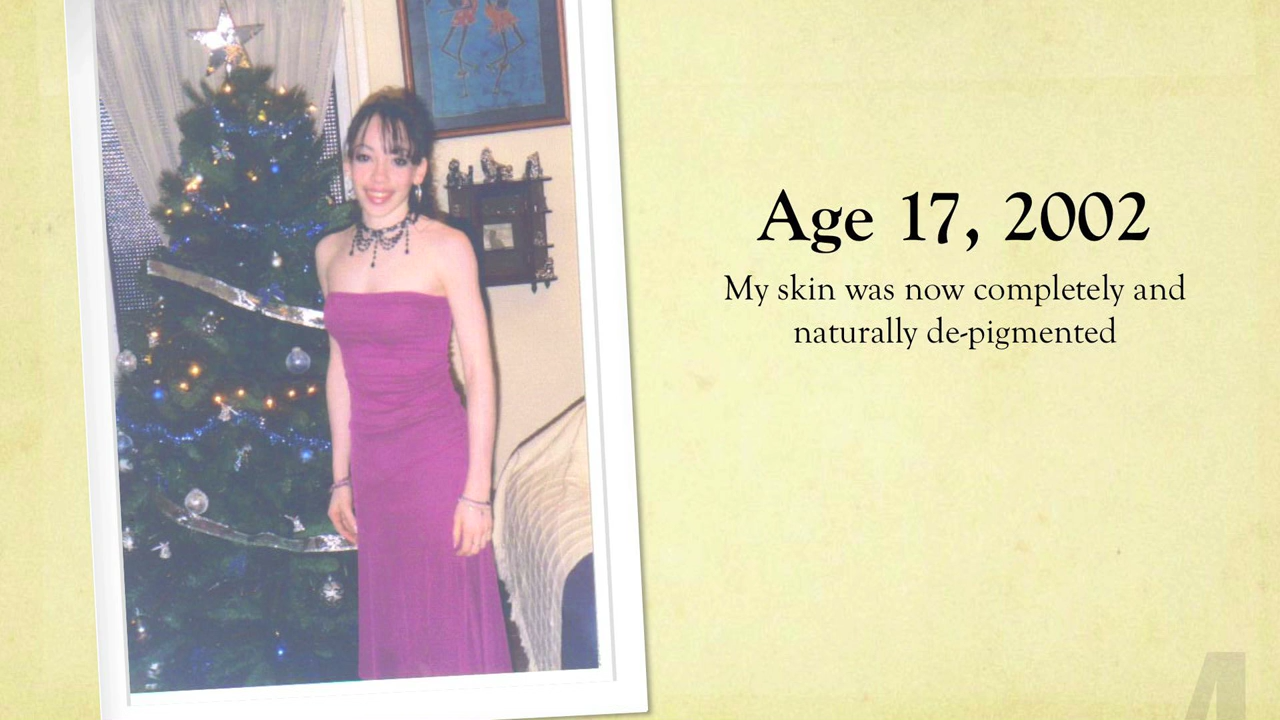 Age 17, 2002
My skin was now completely and
naturally de-pigmented